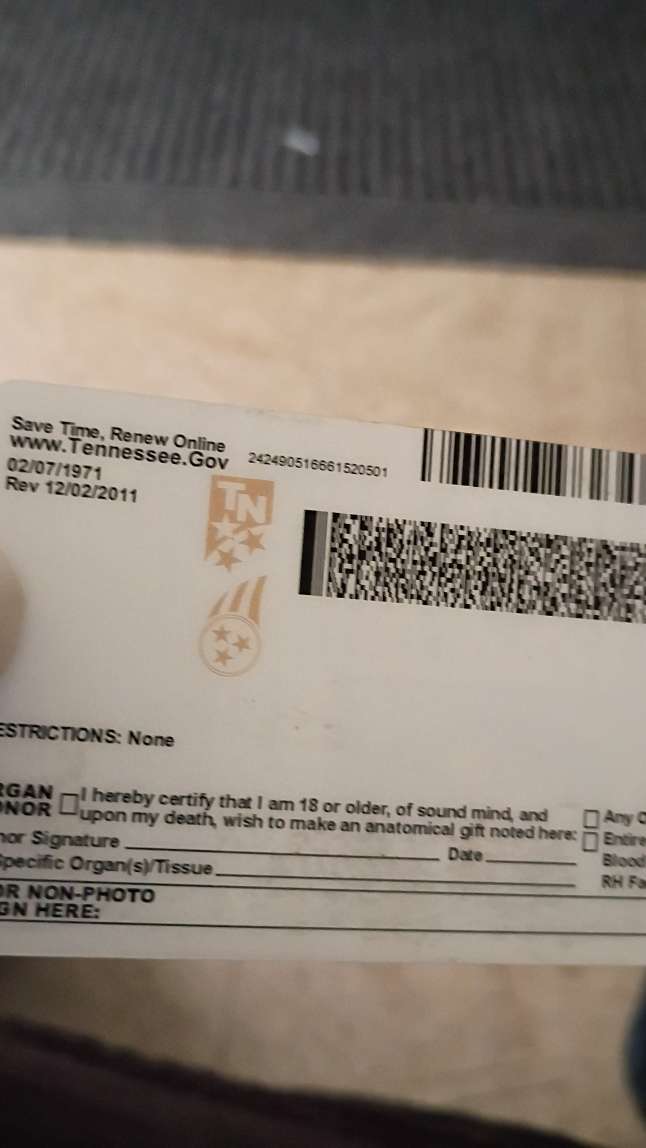 Save Time, Renew Online
www.Tennessee.Gov
02/07/1971
Rev 12/02/2011
242490516661520501
TN
ESTRICTIONS: None
RGAN
NOR
I hereby certify that I am 18 or older, of sound mind, and
upon my death, wish to make an anatomical gift noted here:
Any O
Entire
nor Signature
Date
Blood
Specific Organ(s)/Tissue
RH Fa
OR NON-PHOTO
GN HERE: